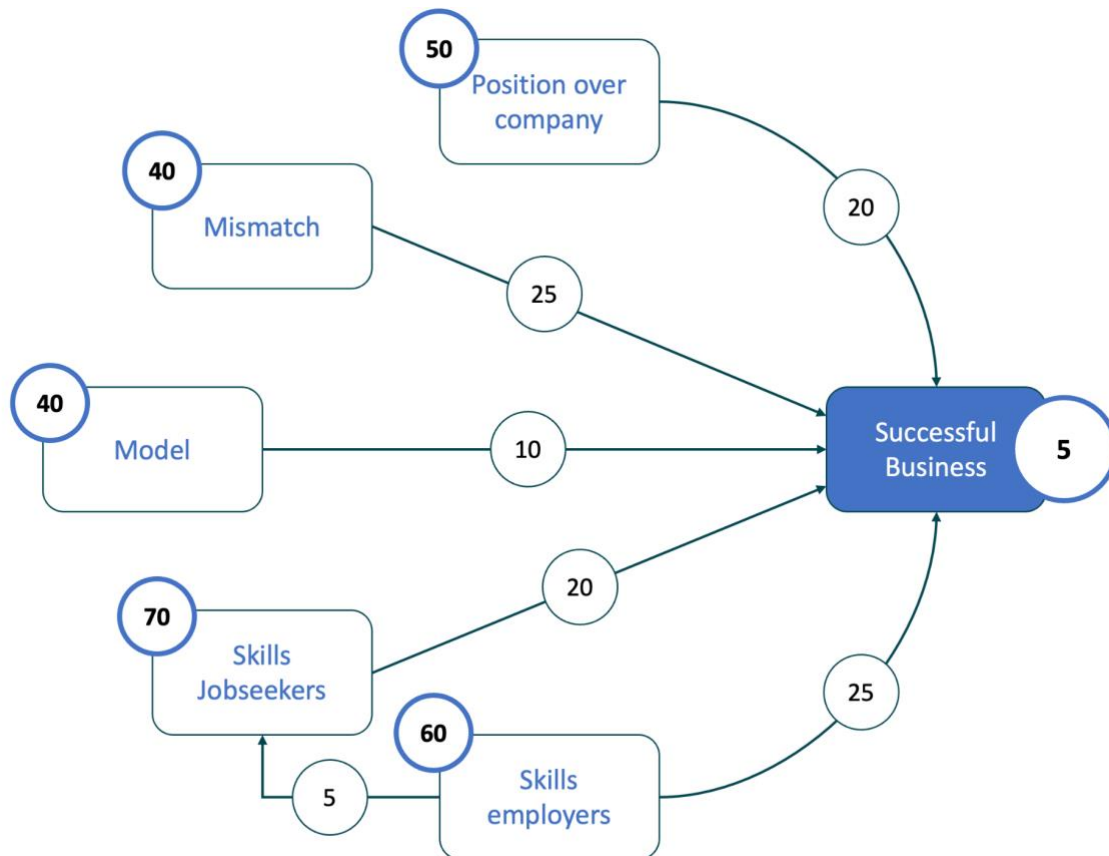 50
Position over
company
40
Mismatch
20
25
40
Model
10
Successful
Business
5
70
Skills
Jobseekers
20
60
Skills
employers
25
5